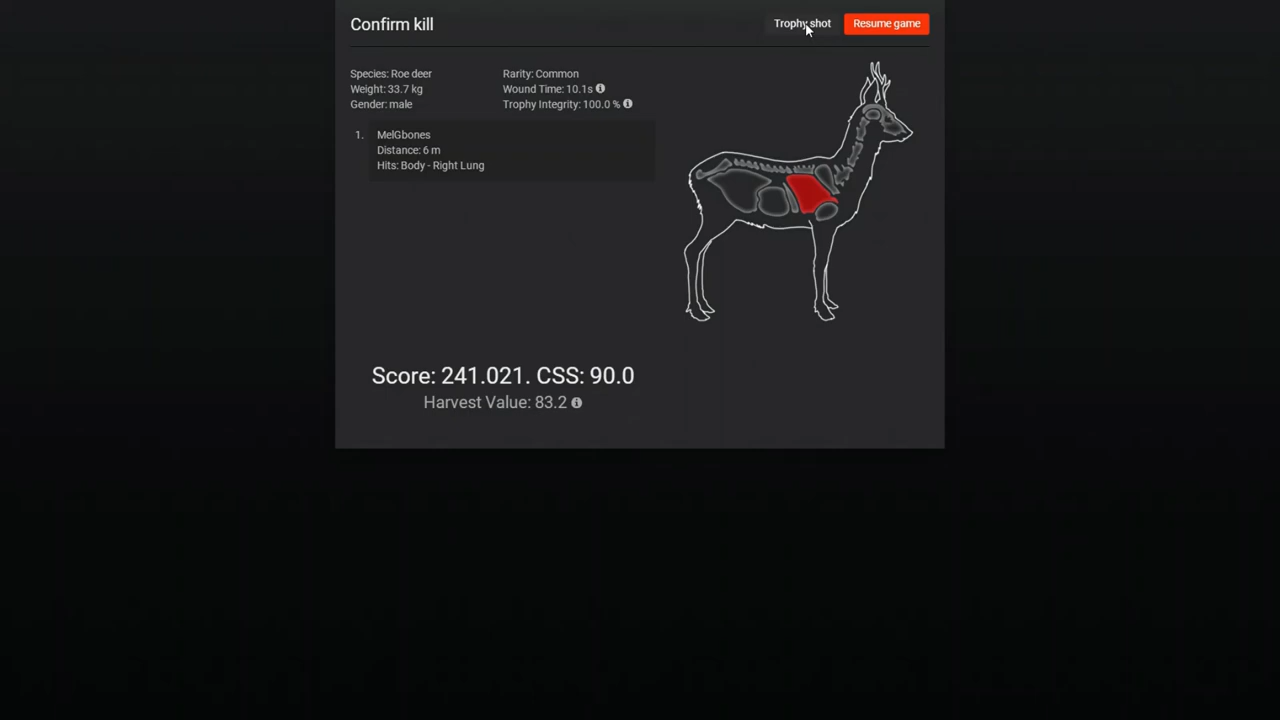 Confirm kill
Trophy shot
Resume game
Species: Roe deer
Weight: 33.7 kg
Gender: male
Rarity: Common
Wound Time: 10.1s
Trophy Integrity: 100.0 %
1. MelGbones
Distance: 6 m
Hits: Body - Right Lung
Score: 241.021. CSS: 90.0
Harvest Value: 83.2